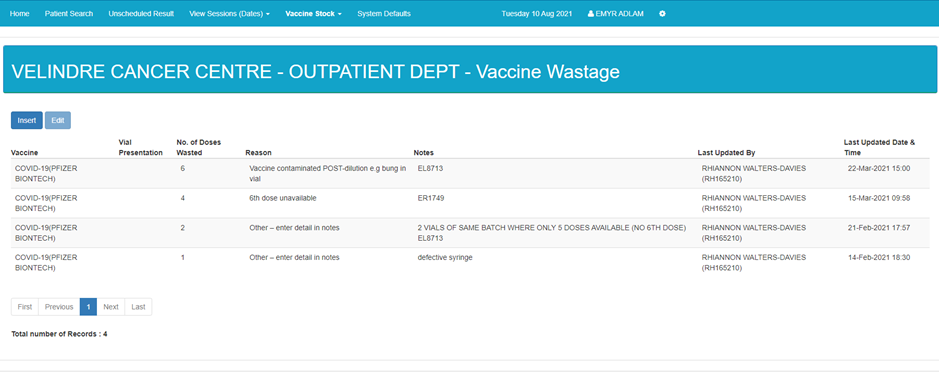 Home Patient Search Unscheduled Result View Sessions (Dates) Vaccine Stock System Defaults Tuesday 10 Aug 2021 EMYR ADLAM
VELINDRE CANCER CENTRE - OUTPATIENT DEPT - Vaccine Wastage
Insert Edit
Vaccine Vial Presentation No. of Doses Wasted Reason Notes Last Updated By Last Updated Date & Time
COVID-19(PFIZER BIONTECH) 6 Vaccine contaminated POST-dilution e.g bung in vial EL8713 RHIANNON WALTERS-DAVIES (RH165210) 22-Mar-2021 15:00
COVID-19(PFIZER BIONTECH) 4 6th dose unavailable ER1749 RHIANNON WALTERS-DAVIES (RH165210) 15-Mar-2021 09:58
COVID-19(PFIZER BIONTECH) 2 Other – enter detail in notes 2 VIALS OF SAME BATCH WHERE ONLY 5 DOSES AVAILABLE (NO 6TH DOSE) EL8713 RHIANNON WALTERS-DAVIES (RH165210) 21-Feb-2021 17:57
COVID-19(PFIZER BIONTECH) 1 Other – enter detail in notes defective syringe RHIANNON WALTERS-DAVIES (RH165210) 14-Feb-2021 18:30
First Previous 1 Next Last
Total number of Records : 4